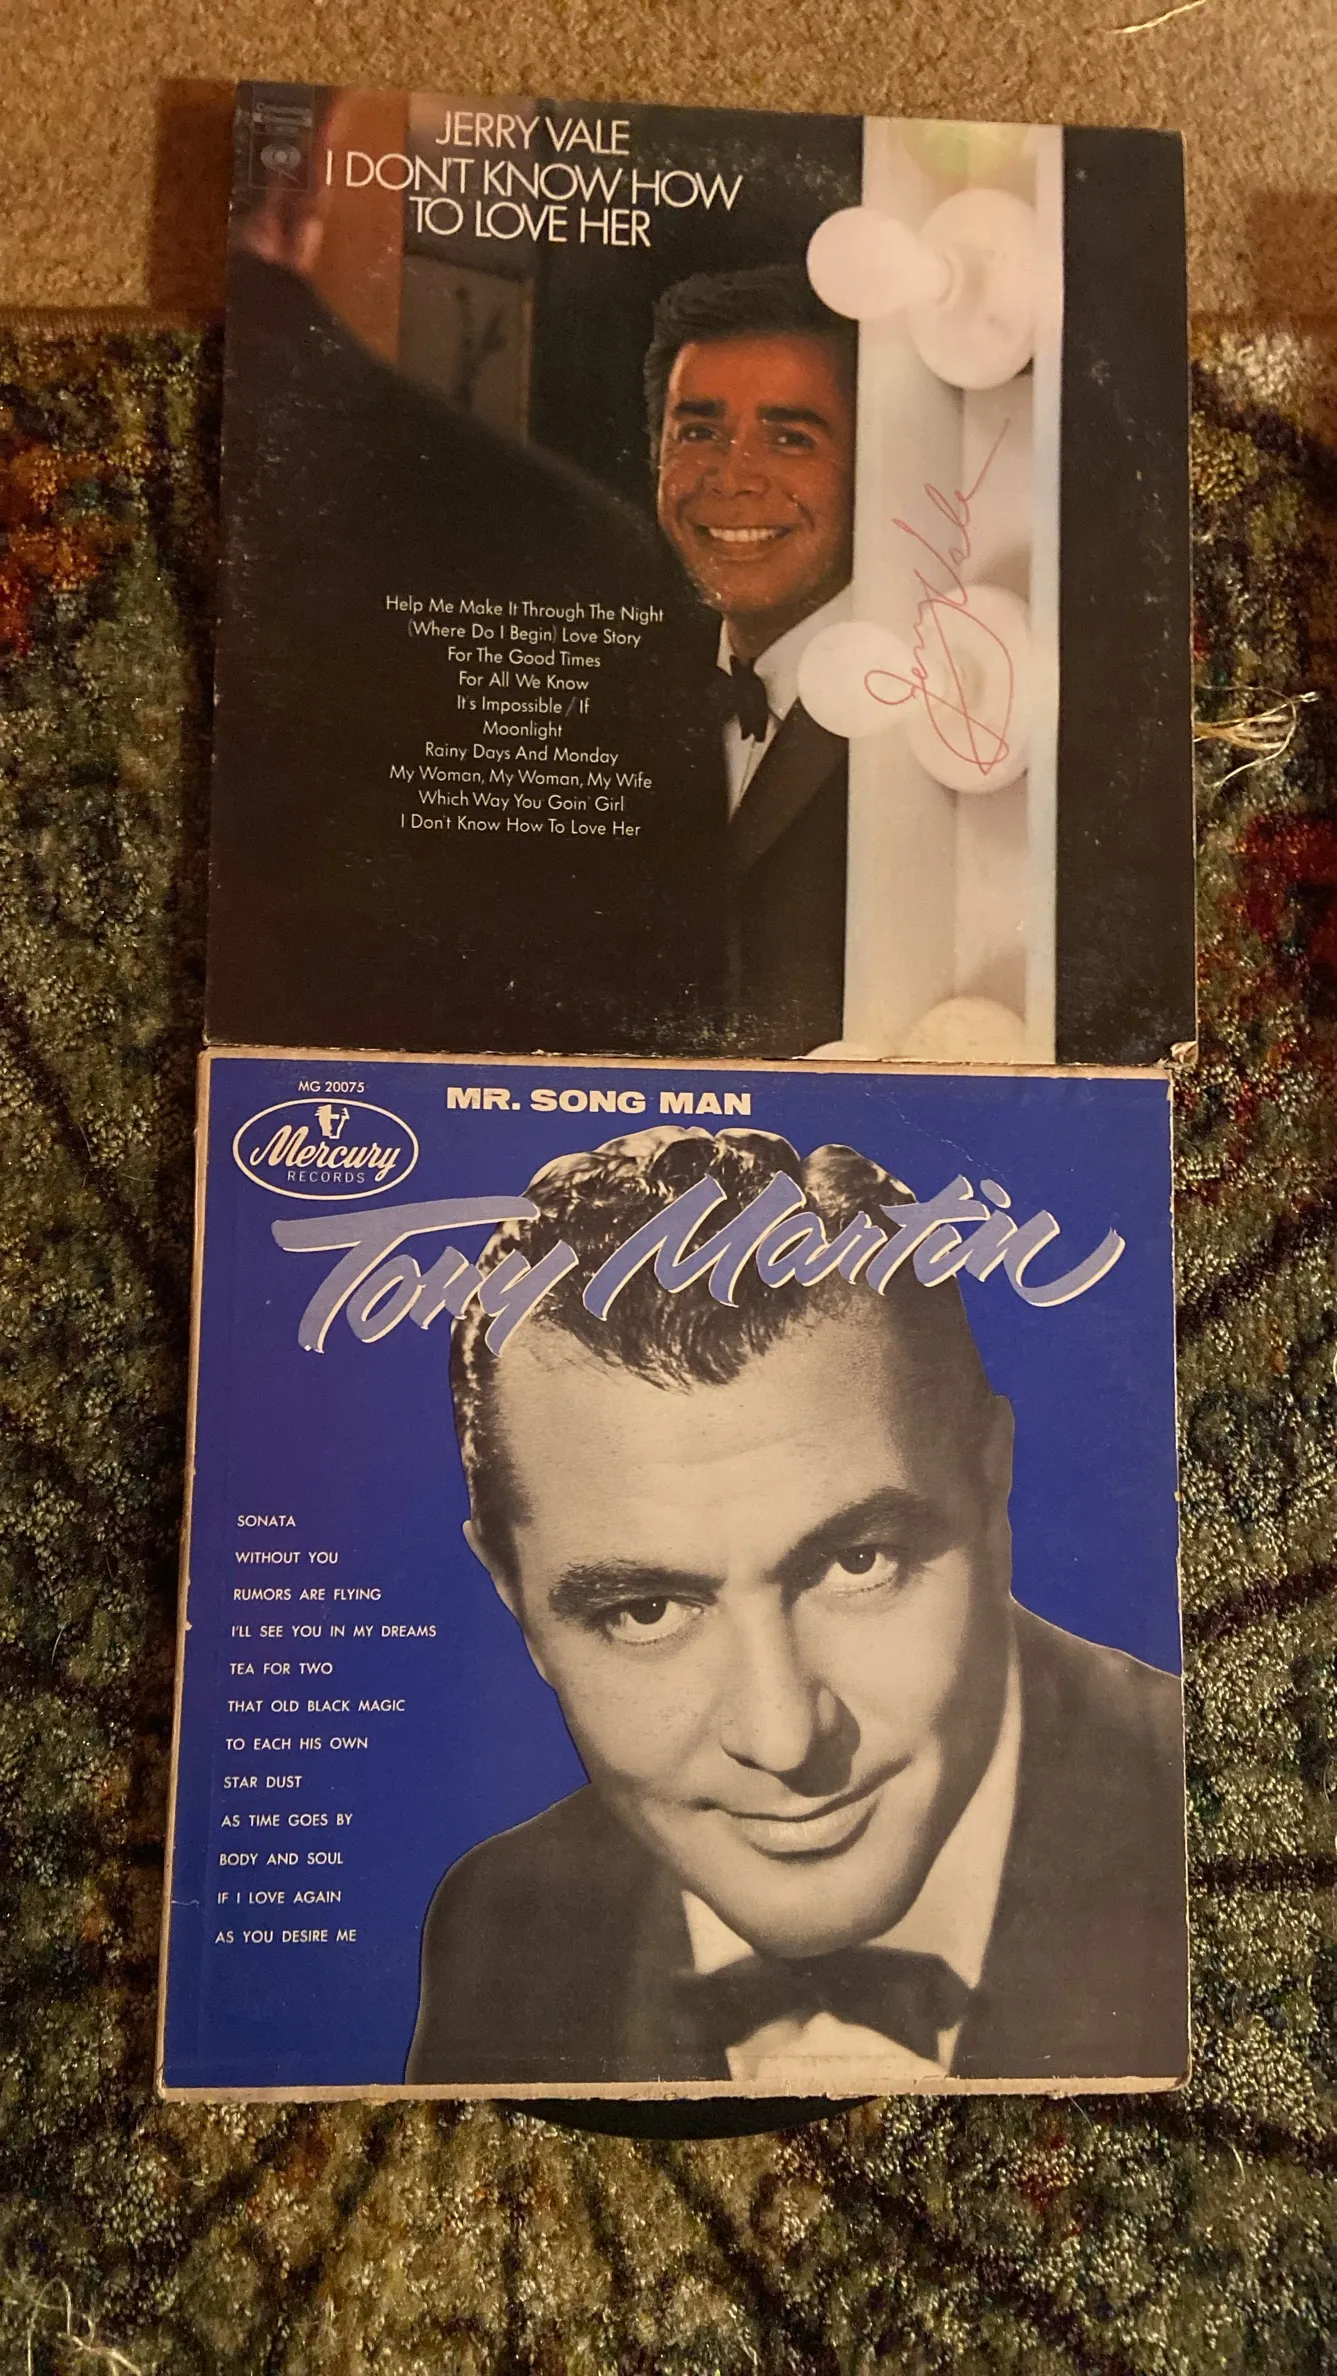 JERRY VALE
I DON'T KNOW HOW
TO LOVE HER
Help Me Make It Through The Night
(Where Do I Begin) Love Story
For The Good Times
For All We Know
It's Impossible / If
Moonlight
Rainy Days And Monday
My Woman, My Woman, My Wife
Which Way You Goin' Girl
I Don't Know How To Love Her
Jerry Vale
MG 20075
MR. SONG MAN
Mercury
RECORDS
Tony Martin
SONATA
WITHOUT YOU
RUMORS ARE FLYING
I'LL SEE YOU IN MY DREAMS
TEA FOR TWO
THAT OLD BLACK MAGIC
TO EACH HIS OWN
STAR DUST
AS TIME GOES BY
BODY AND SOUL
IF I LOVE AGAIN
AS YOU DESIRE ME